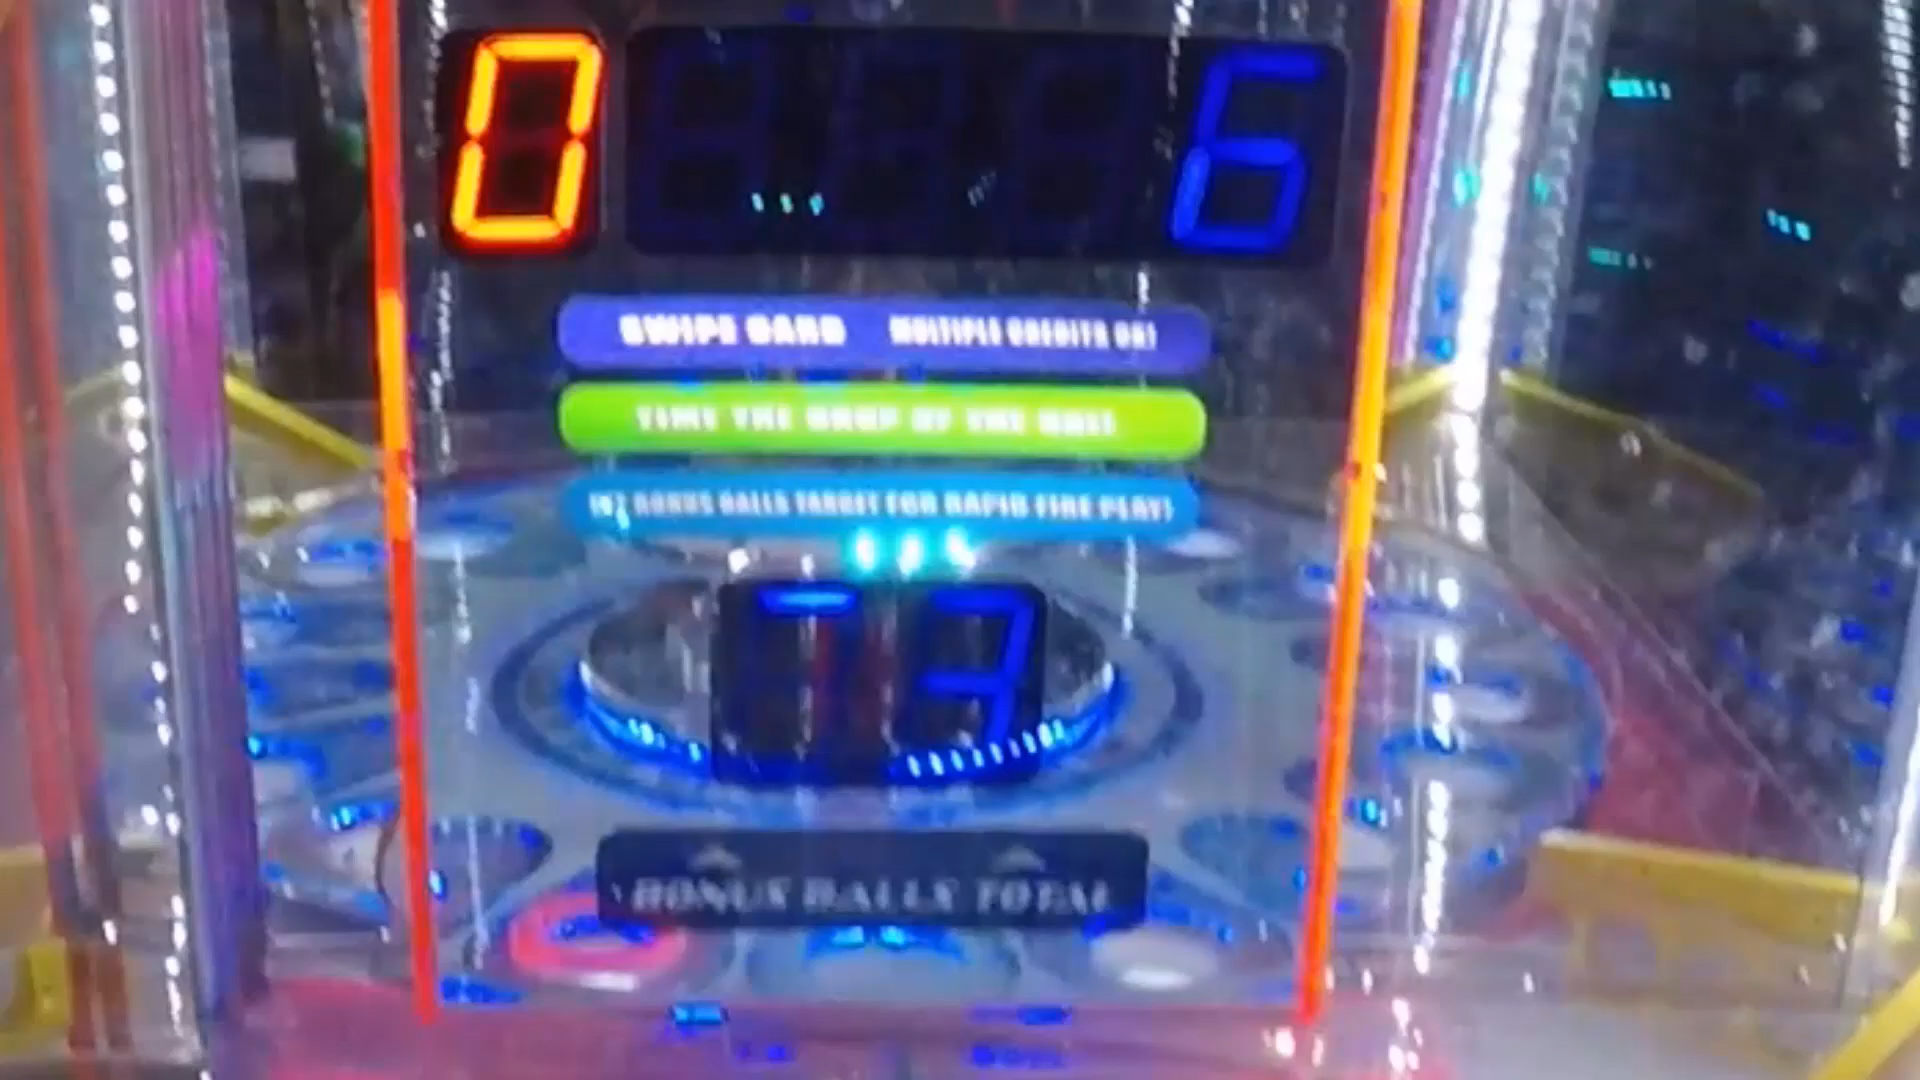 0 6
SWIPE CARD MULTIPLE CREDITS OK!
TIME THE DROP OF THE BALL
BONUS BALLS TARGET FOR RAPID FIRE PLAY!
BONUS BALLS TOTAL